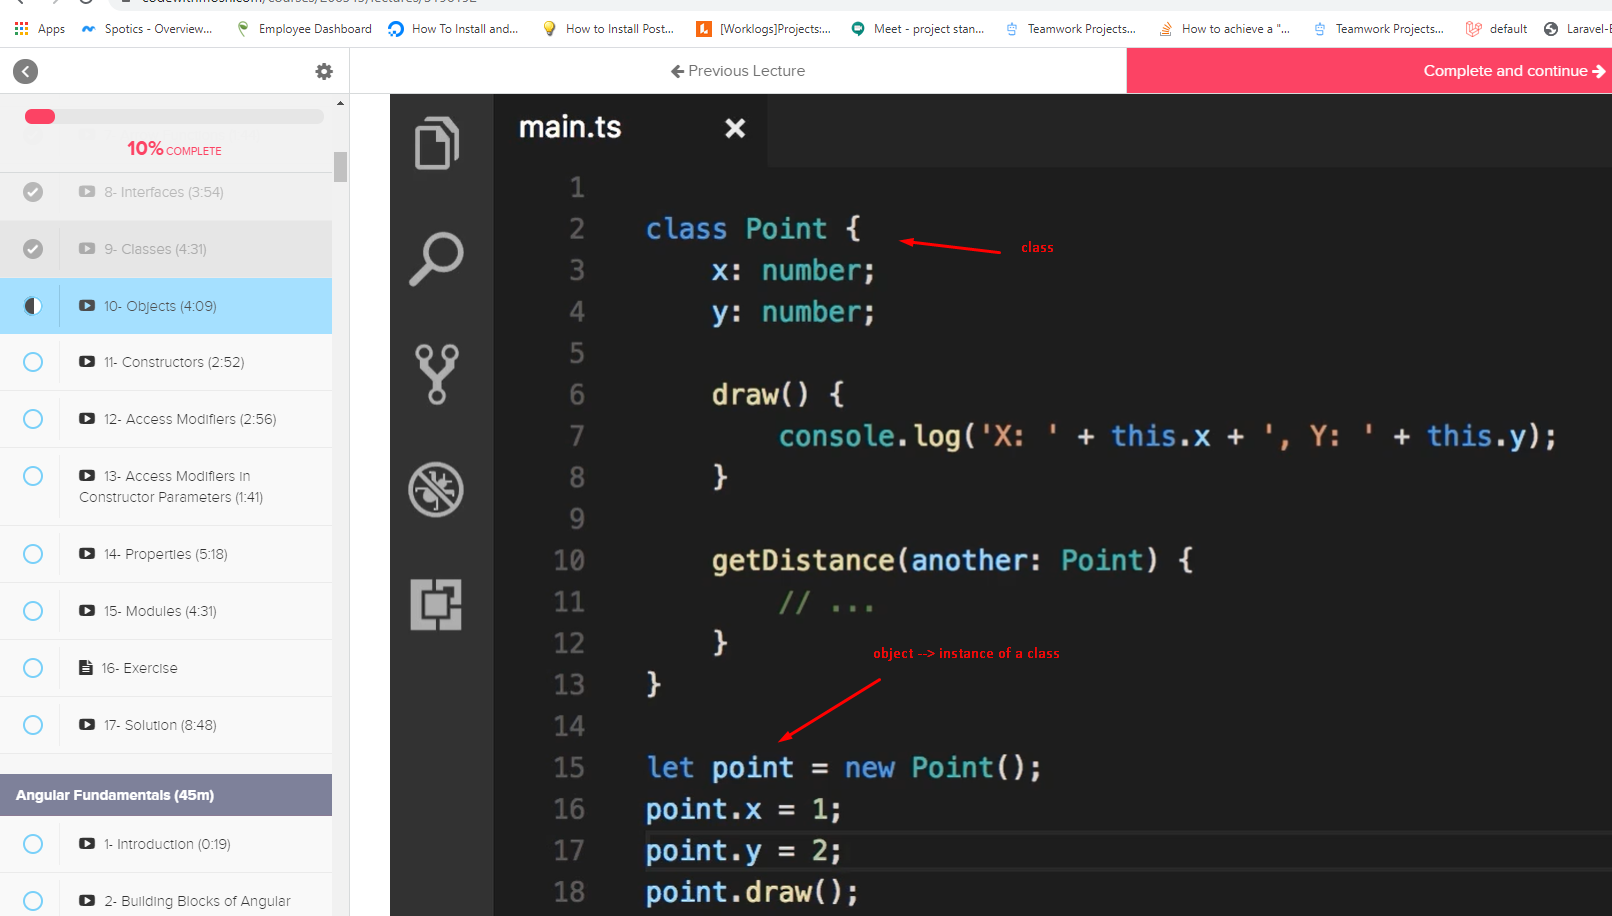 Apps
Spotics - Overview...
Employee Dashboard
How To Install and...
How to Install Post...
[Worklogs]Projects:...
Meet - project stan...
Teamwork Projects...
How to achieve a "...
Teamwork Projects...
default
Laravel-E
Previous Lecture
Complete and continue
10% COMPLETE
8- Interfaces (3:54)
9- Classes (4:31)
10- Objects (4:09)
11- Constructors (2:52)
12- Access Modifiers (2:56)
13- Access Modifiers in
Constructor Parameters (1:41)
14- Properties (5:18)
15- Modules (4:31)
16- Exercise
17- Solution (8:48)
Angular Fundamentals (45m)
1- Introduction (0:19)
2- Building Blocks of Angular
main.ts
1
2 class Point {
class
3 x: number;
4 y: number;
5
6 draw() {
7 console.log('X: ' + this.x + ', Y: ' + this.y);
8 }
9
10 getDistance(another: Point) {
11 // ...
12 }
object --> instance of a class
13 }
14
15 let point = new Point();
16 point.x = 1;
17 point.y = 2;
18 point.draw();